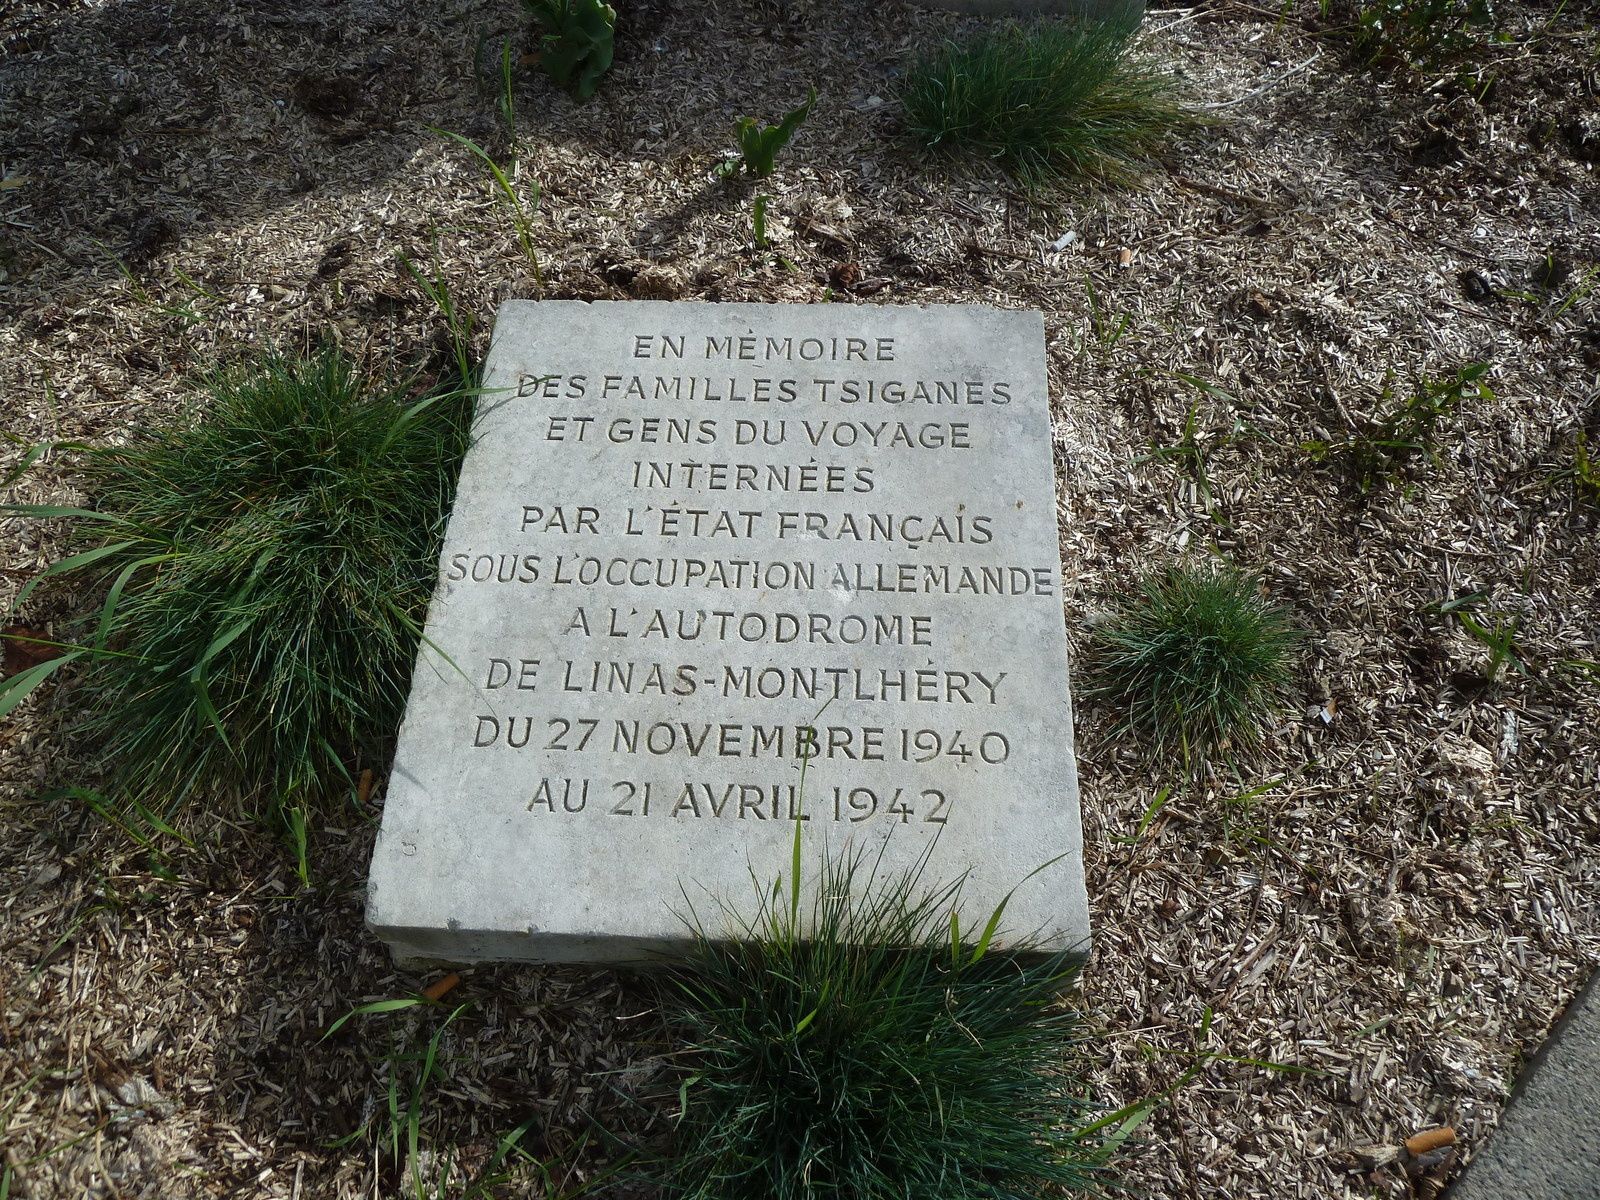 EN MÉMOIRE
DES FAMILLES TSIGANES
ET GENS DU VOYAGE
INTERNÉES
PAR L'ÉTAT FRANÇAIS
SOUS L'OCCUPATION ALLEMANDE
A L'AUTODROME
DE LINAS-MONTLHÉRY
DU 27 NOVEMBRE 1940
AU 21 AVRIL 1942